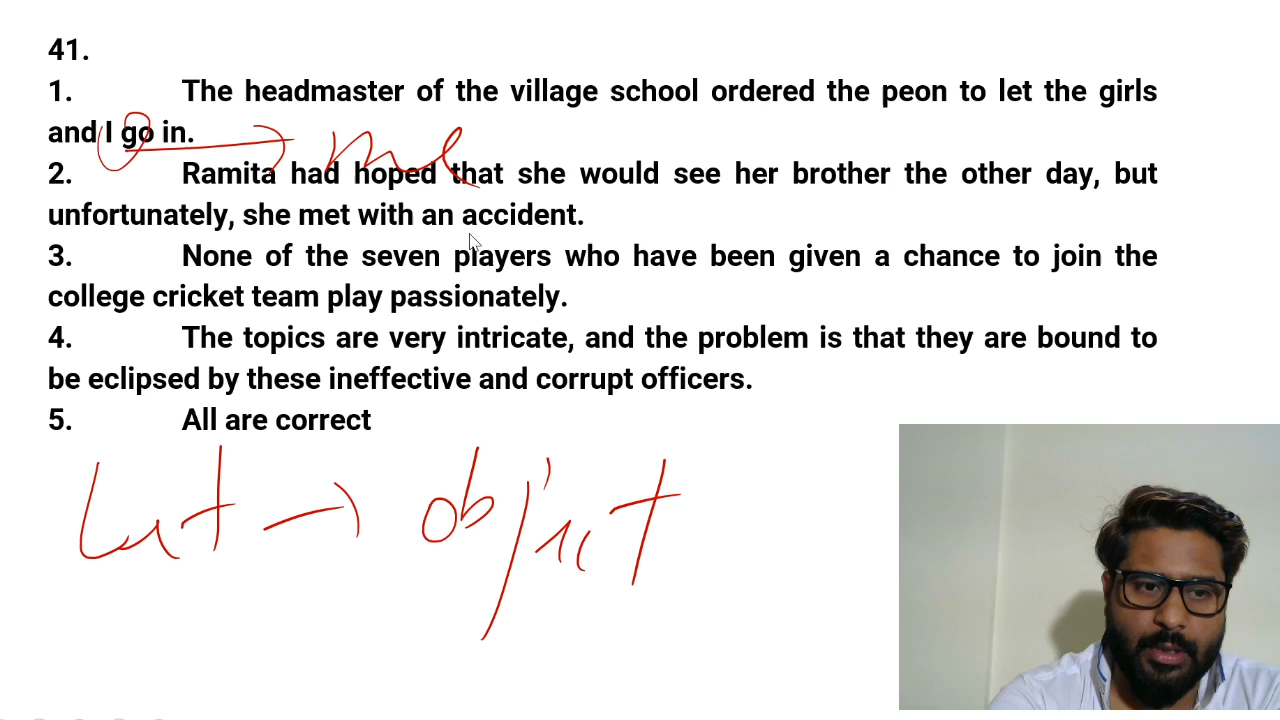 41.
1. The headmaster of the village school ordered the peon to let the girls
and I go in.
me
2. Ramita had hoped that she would see her brother the other day, but
unfortunately, she met with an accident.
3. None of the seven players who have been given a chance to join the
college cricket team play passionately.
4. The topics are very intricate, and the problem is that they are bound to
be eclipsed by these ineffective and corrupt officers.
5. All are correct
Let → object